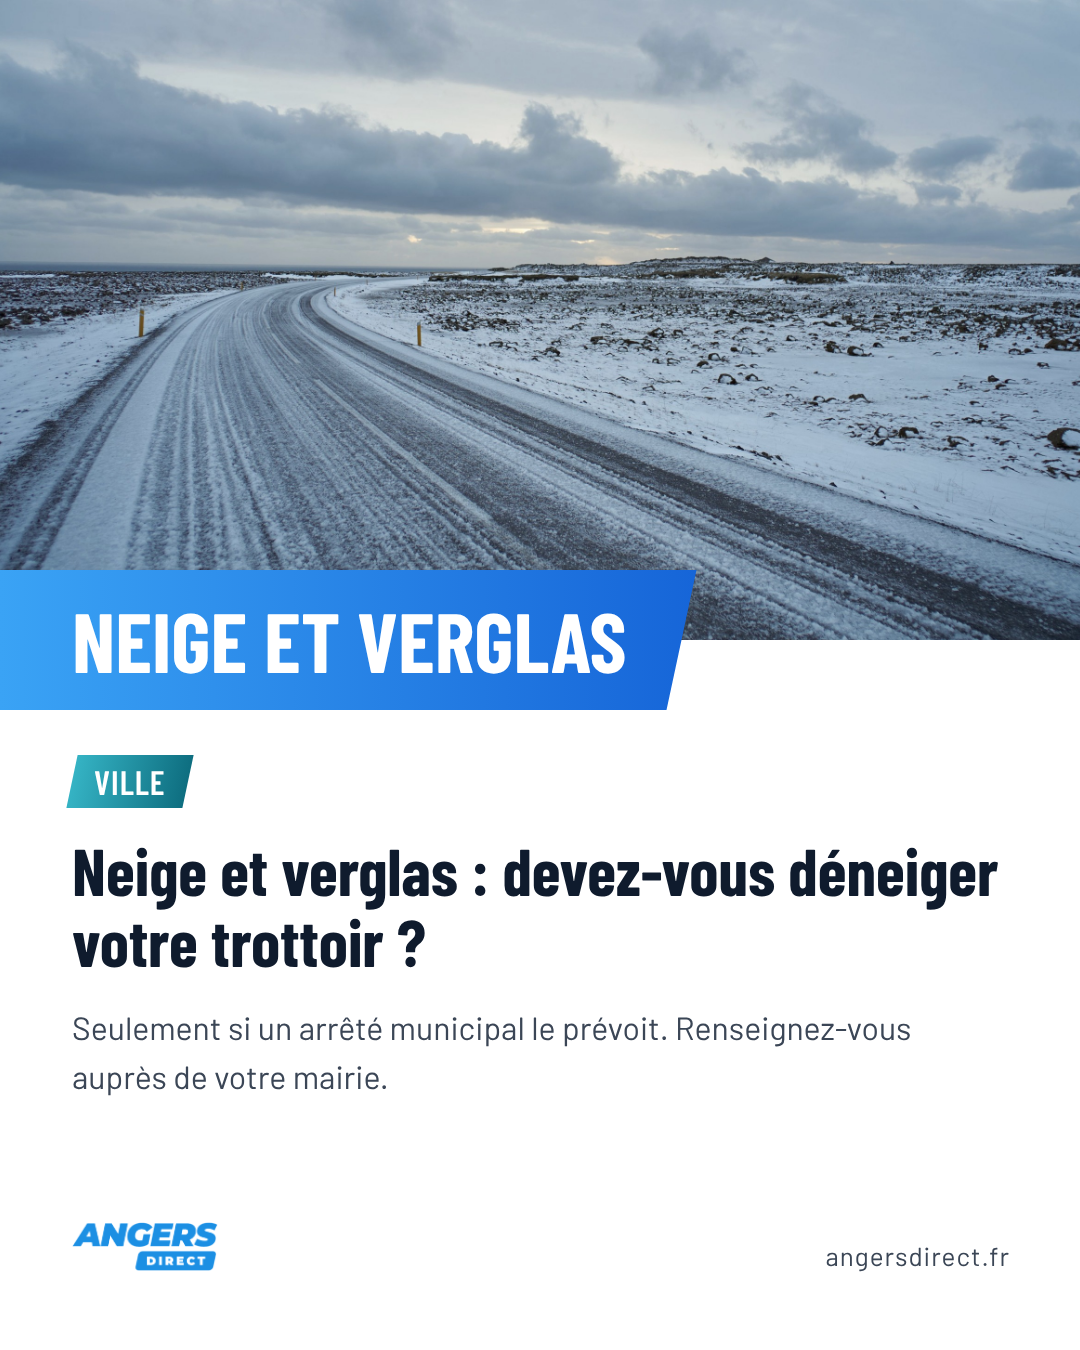 NEIGE ET VERGLAS
VILLE
Neige et verglas : devez-vous déneiger
votre trottoir ?
Seulement si un arrêté municipal le prévoit. Renseignez-vous
auprès de votre mairie.
ANGERS
DIRECT
angersdirect.fr